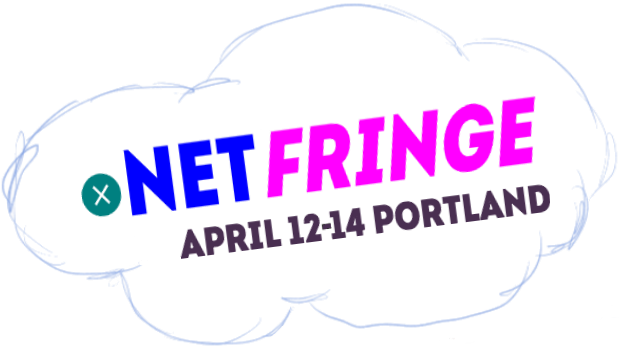 .NET FRINGE
APRIL 12-14 PORTLAND